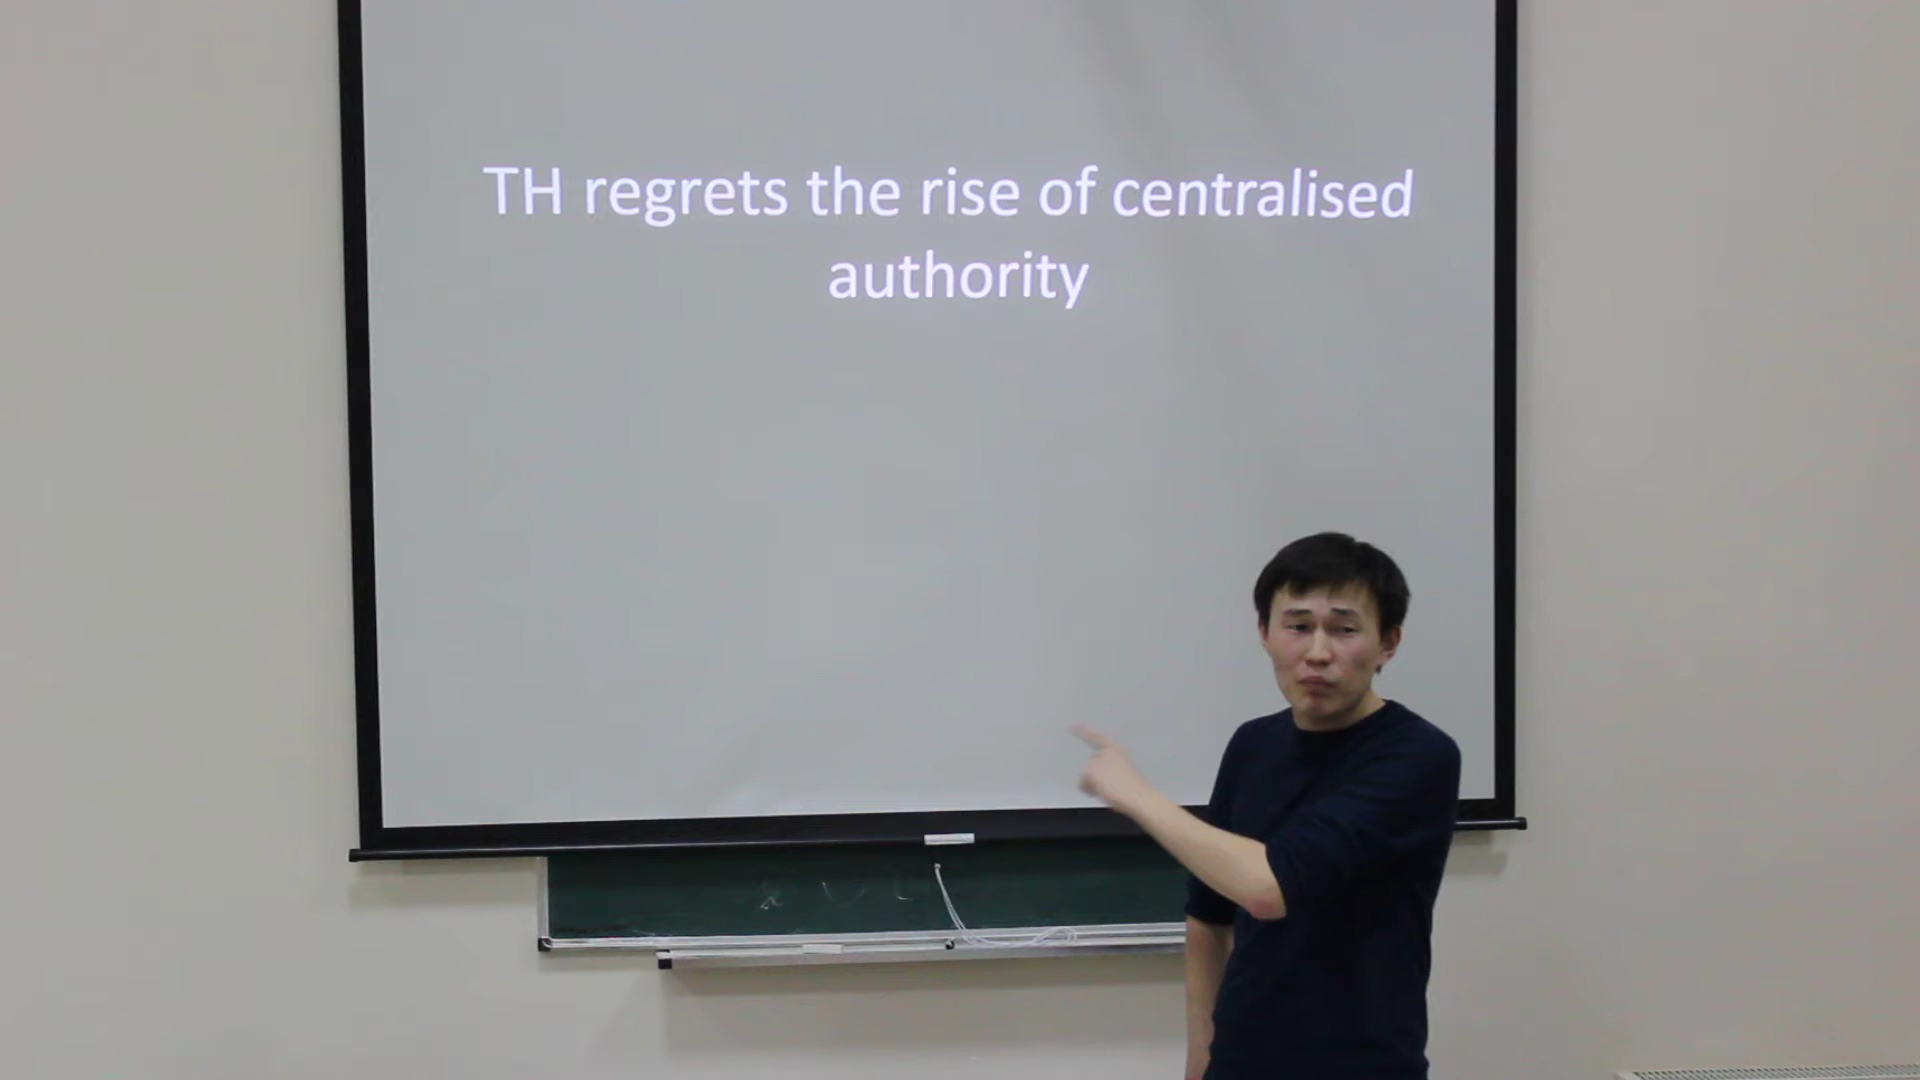 TH regrets the rise of centralised
authority